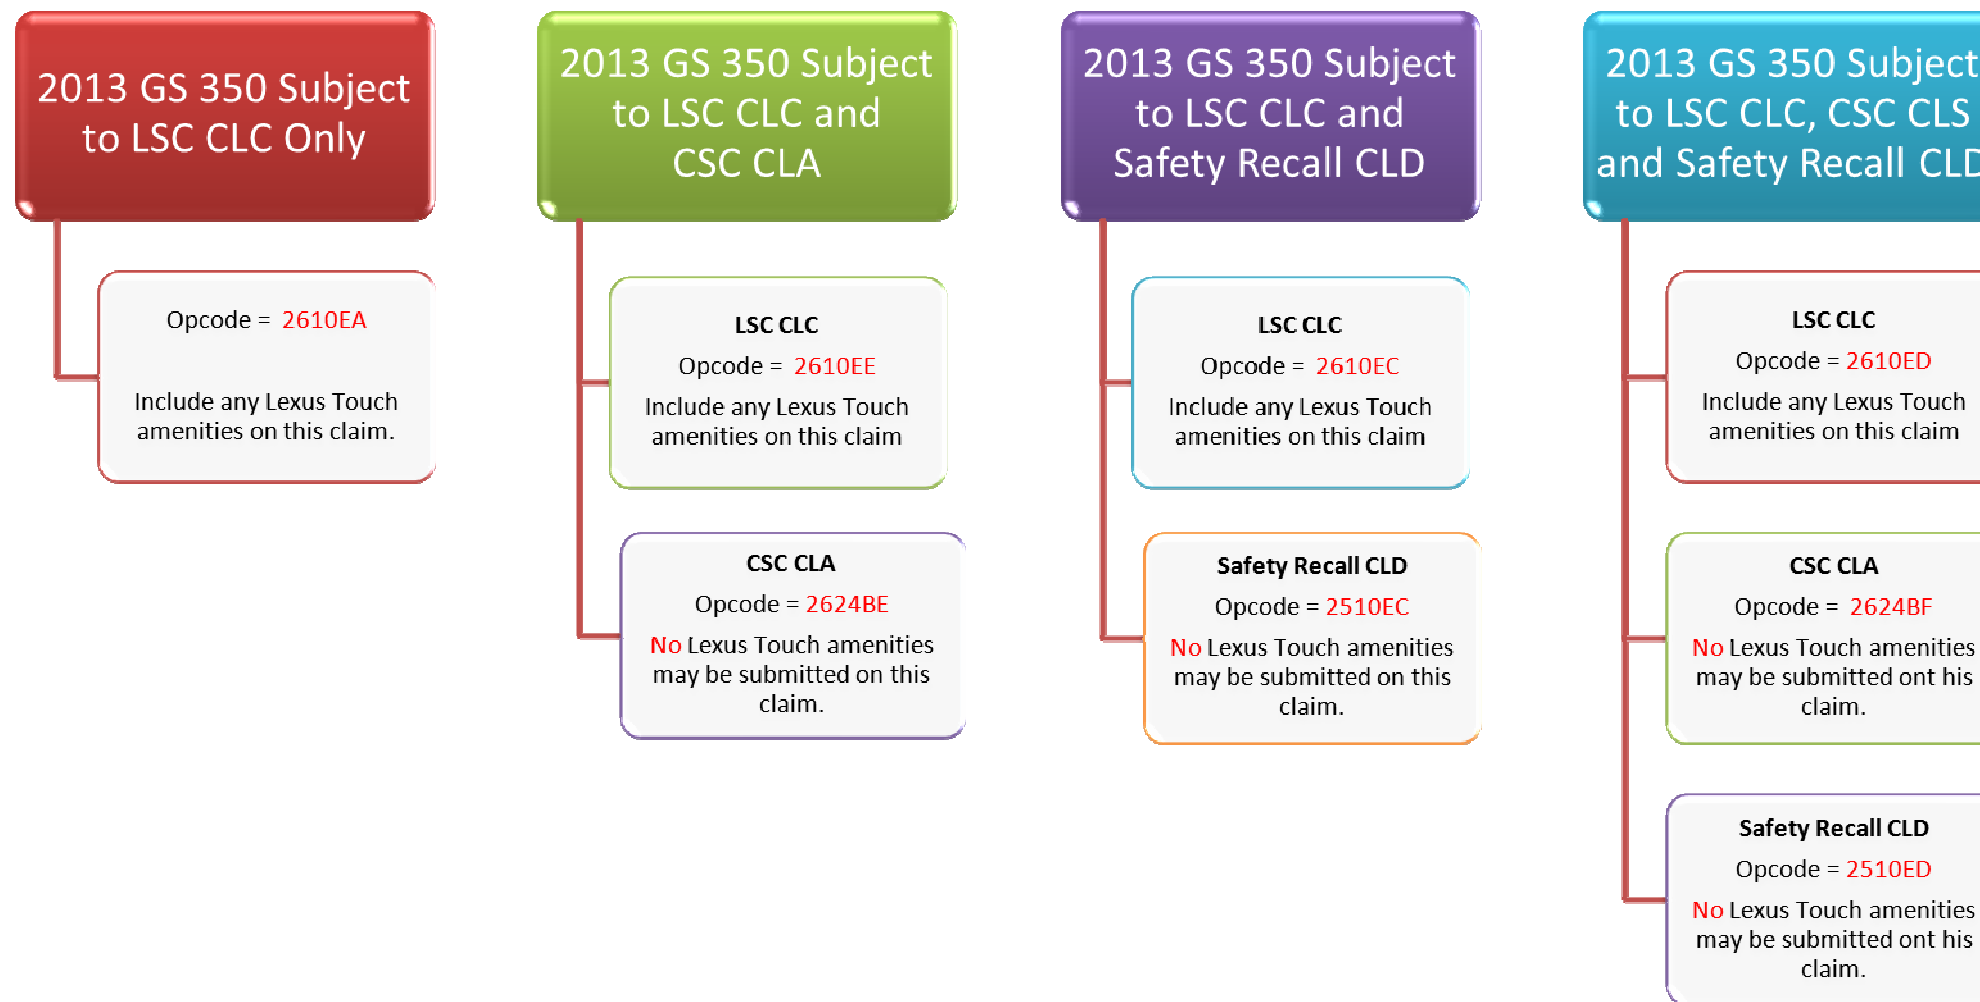 2013 GS 350 Subject
to LSC CLC Only
Opcode = 2610EA
Include any Lexus Touch
amenities on this claim.
2013 GS 350 Subject
to LSC CLC and
CSC CLA
LSC CLC
Opcode = 2610EE
Include any Lexus Touch
amenities on this claim
CSC CLA
Opcode = 2624BE
No Lexus Touch amenities
may be submitted on this
claim.
2013 GS 350 Subject
to LSC CLC and
Safety Recall CLD
LSC CLC
Opcode = 2610EC
Include any Lexus Touch
amenities on this claim
Safety Recall CLD
Opcode = 2510EC
No Lexus Touch amenities
may be submitted on this
claim.
2013 GS 350 Subject
to LSC CLC, CSC CLS
and Safety Recall CLD
LSC CLC
Opcode = 2610ED
Include any Lexus Touch
amenities on this claim
CSC CLA
Opcode = 2624BF
No Lexus Touch amenities
may be submitted ont his
claim.
Safety Recall CLD
Opcode = 2510ED
No Lexus Touch amenities
may be submitted ont his
claim.